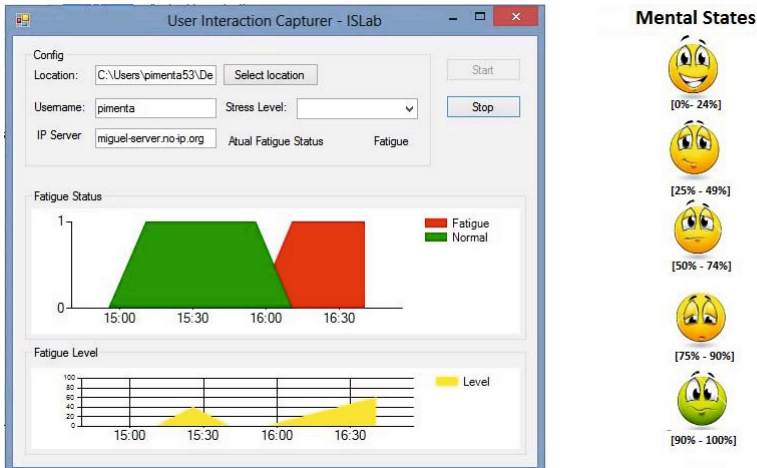 User Interaction Capturer - ISLab
Config
Location:
C:\Users\pimenta53\De
Select location
Start
Username:
pimenta
Stress Level:
Stop
IP Server
miguel-server.no-ip.org
Atual Fatigue Status
Fatigue
Fatigue Status
1
0
15:00
15:30
16:00
16:30
Fatigue
Normal
Fatigue Level
100
80
60
40
20
0
15:00
15:30
16:00
16:30
Level
Mental States
[0%- 24%]
[25% - 49%]
[50% - 74%]
[75% - 90%]
[90% - 100%]